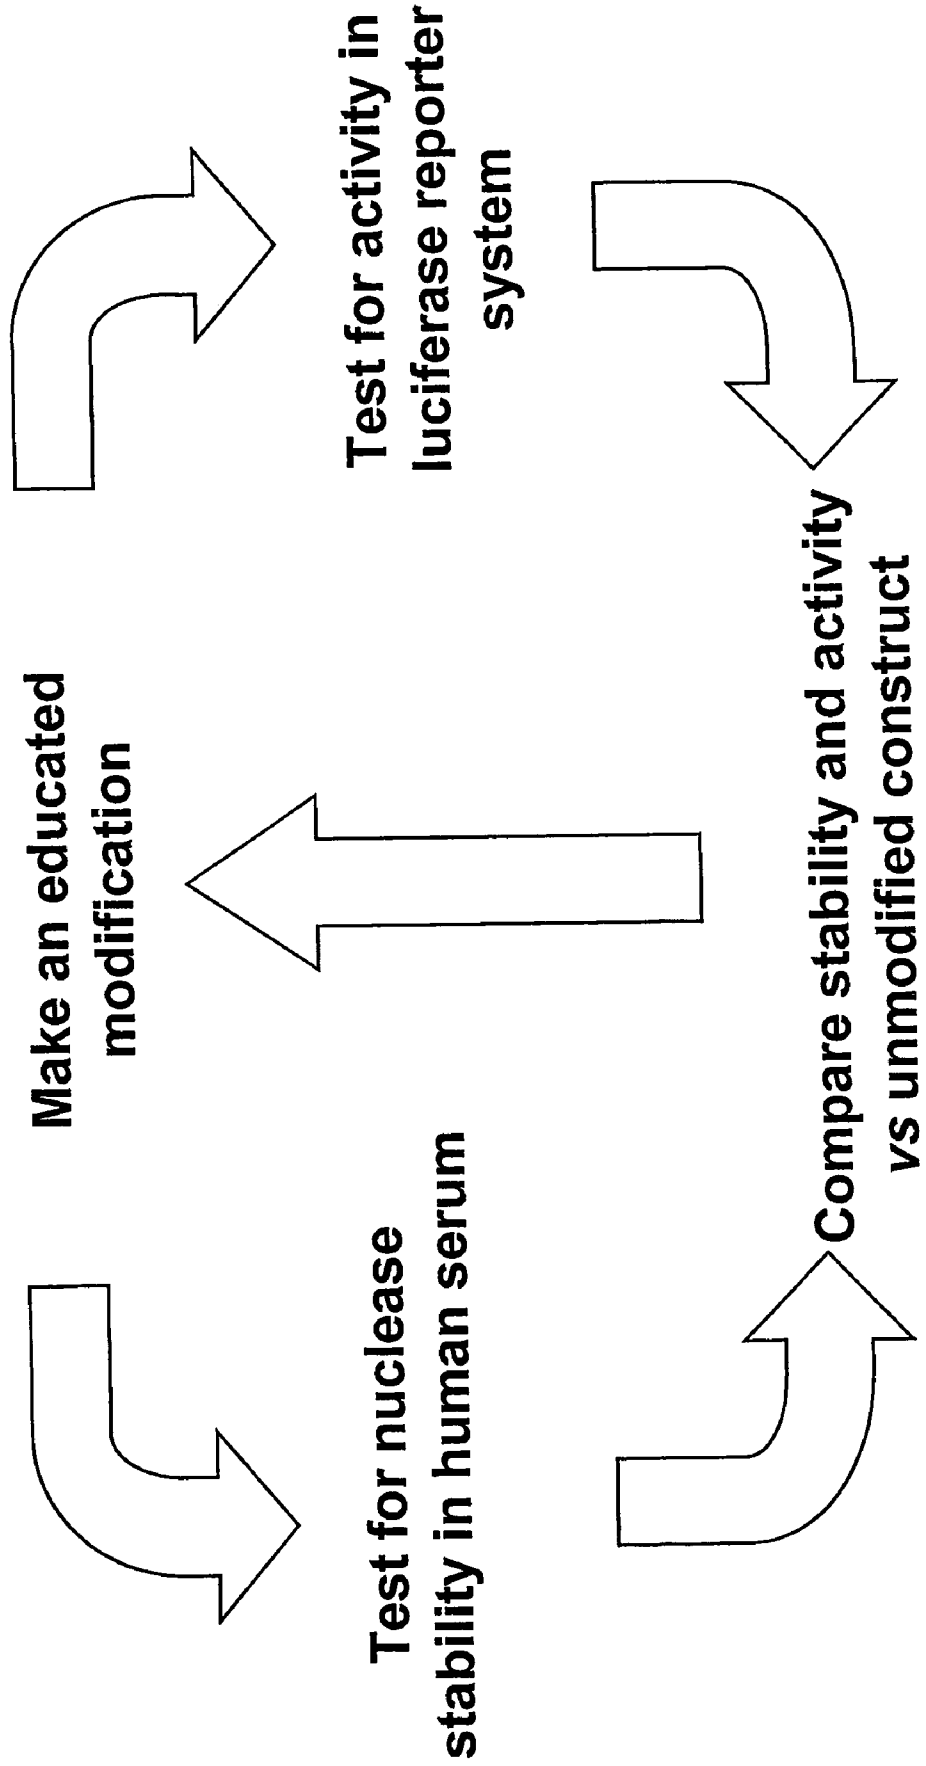 Make an educated
modification
Test for nuclease
stability in human serum
Test for activity in
luciferase reporter
system
Compare stability and activity
vs unmodified construct